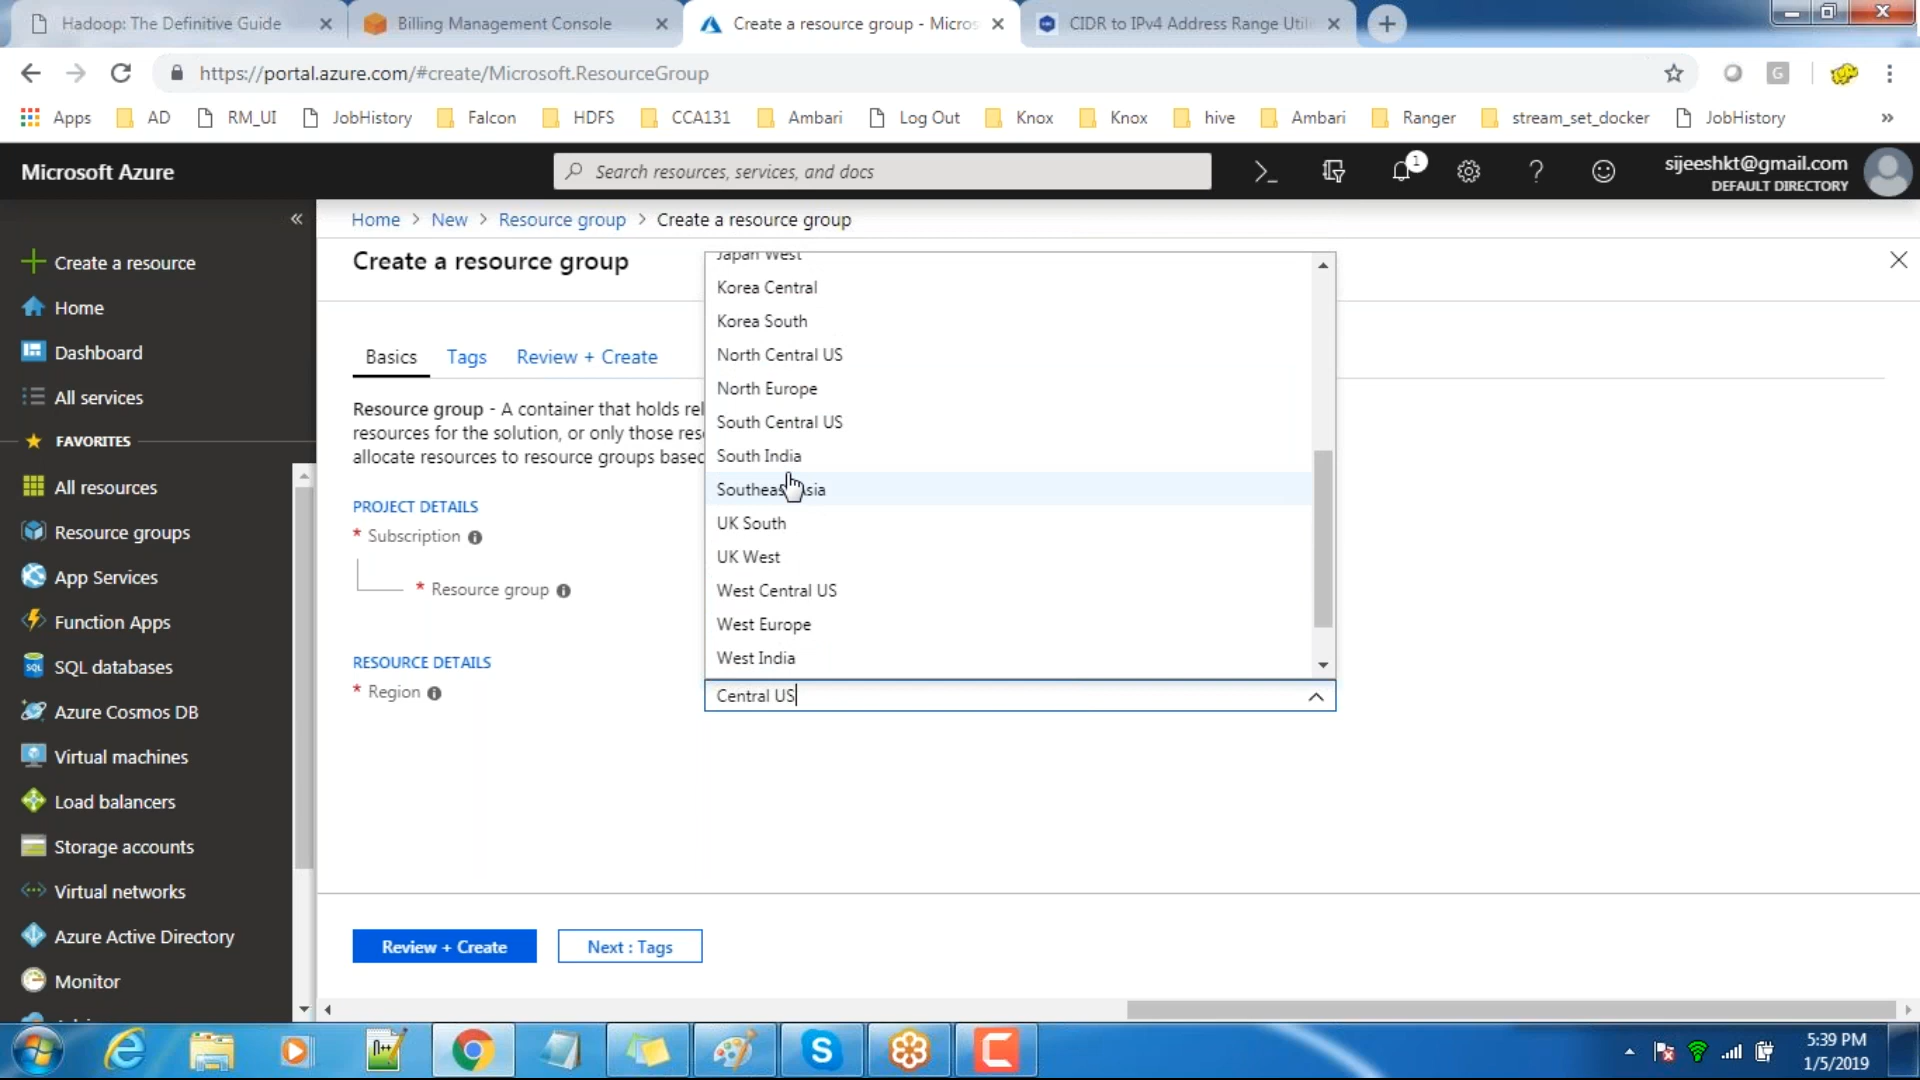 Hadoop: The Definitive Guide
Billing Management Console
Create a resource group - Micros
CIDR to IPv4 Address Range Utili
https://portal.azure.com/#create/Microsoft.ResourceGroup
G
Apps
AD
RM_UI
JobHistory
Falcon
HDFS
CCA131
Ambari
Log Out
Knox
Knox
hive
Ambari
Ranger
stream_set_docker
JobHistory
»
Microsoft Azure
Search resources, services, and docs
1
sijeeshkt@gmail.com
DEFAULT DIRECTORY
Home > New > Resource group > Create a resource group
Create a resource group
Create a resource
Home
Dashboard
All services
FAVORITES
All resources
Resource groups
App Services
Function Apps
SQL
SQL databases
Azure Cosmos DB
Virtual machines
Load balancers
Storage accounts
Virtual networks
Azure Active Directory
Monitor
Basics
Tags
Review + Create
Resource group - A container that holds rel
resources for the solution, or only those res
allocate resources to resource groups based
PROJECT DETAILS
* Subscription
* Resource group
RESOURCE DETAILS
* Region
Japan West
Korea Central
Korea South
North Central US
North Europe
South Central US
South India
Southeast Asia
UK South
UK West
West Central US
West Europe
West India
Central US
Review + Create
Next : Tags
5:39 PM
1/5/2019